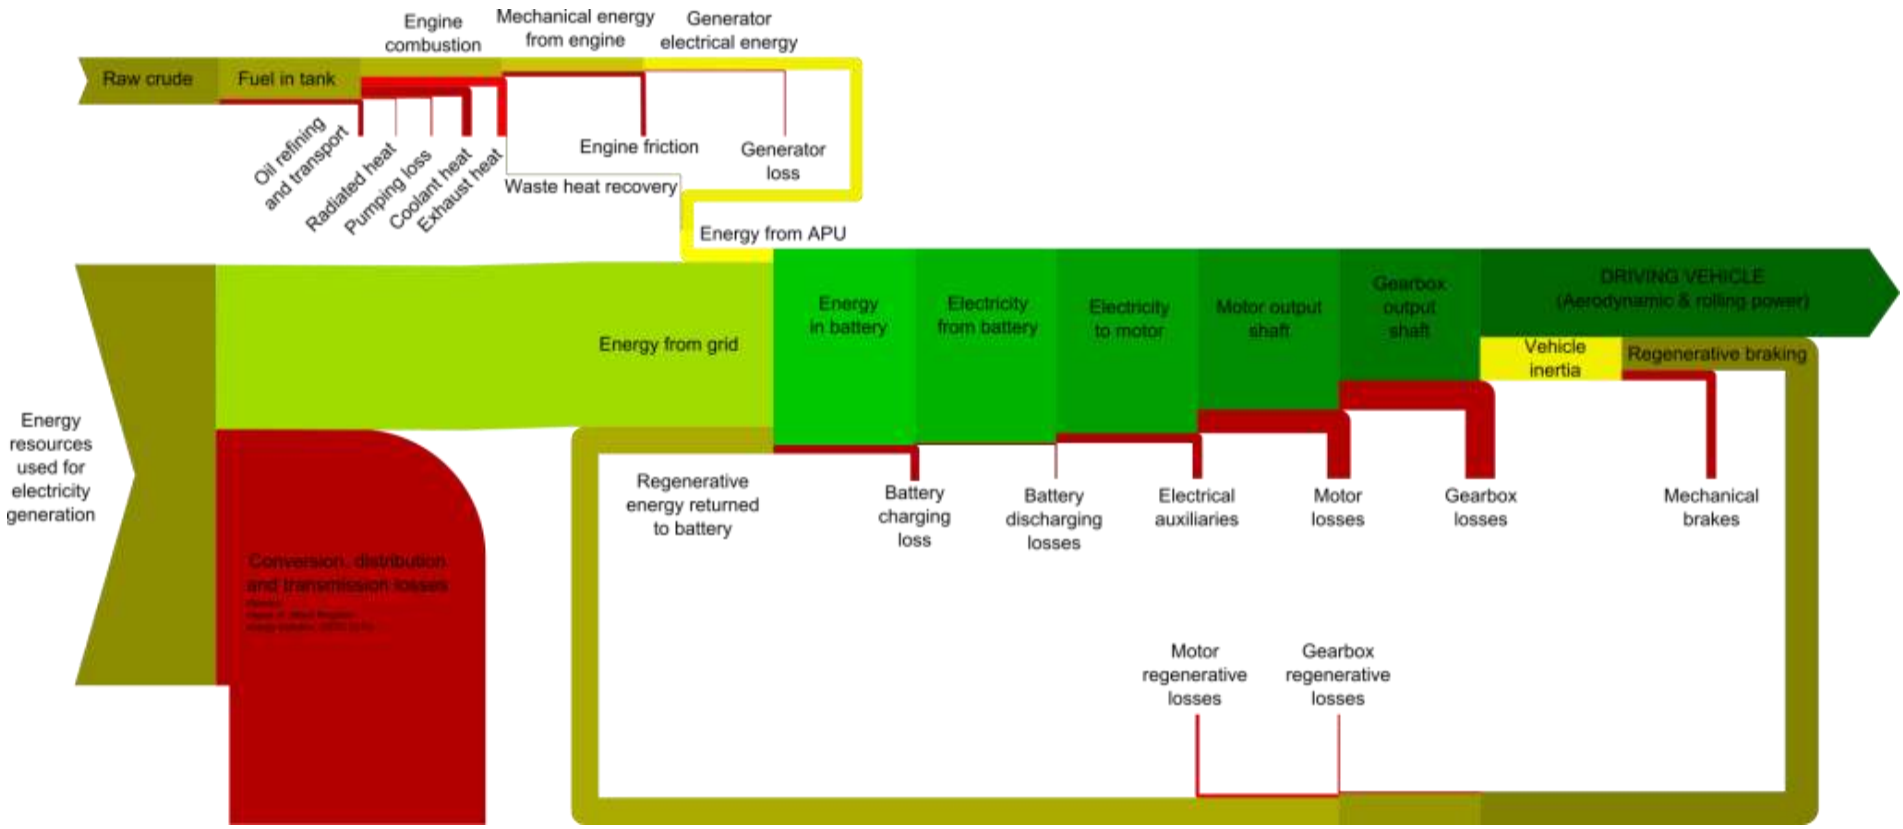 Engine
combustion
Mechanical energy
from engine
Generator
electrical energy
Raw crude
Fuel in tank
Oil refining
and transport
Radiated heat
Pumping loss
Coolant heat
Exhaust heat
Engine friction
Generator
loss
Waste heat recovery
Energy from APU
Energy
resources
used for
electricity
generation
Energy from grid
Energy
in battery
Electricity
from battery
Electricity
to motor
Motor output
shaft
Gearbox
output
shaft
DRIVING VEHICLE
(Aerodynamic & rolling power)
Vehicle
inertia
Regenerative braking
Regenerative
energy returned
to battery
Battery
charging
loss
Battery
discharging
losses
Electrical
auxiliaries
Motor
losses
Gearbox
losses
Mechanical
brakes
Conversion, distribution
and transmission losses
Motor
regenerative
losses
Gearbox
regenerative
losses